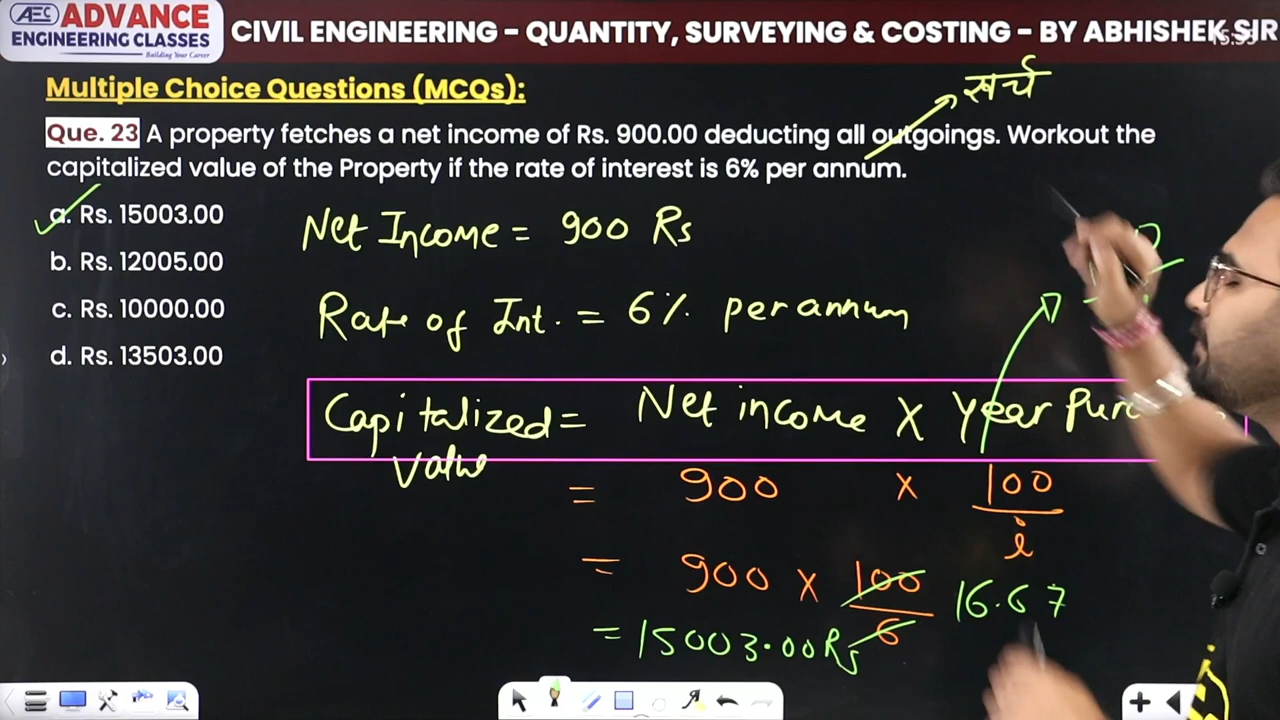 AEC ADVANCE
ENGINEERING CLASSES
Building Your Career
CIVIL ENGINEERING - QUANTITY, SURVEYING & COSTING - BY ABHISHEK SIR
Multiple Choice Questions (MCQs):
खर्च
Que. 23 A property fetches a net income of Rs. 900.00 deducting all outgoings. Workout the
capitalized value of the Property if the rate of interest is 6% per annum.
a. Rs. 15003.00
b. Rs. 12005.00
c. Rs. 10000.00
d. Rs. 13503.00
Net Income = 900 Rs
Rate of Int. = 6% per annum
Capitalized = Net income X Year
Value
= 900 x 100/i
= 900 x 100/6 16.67
= 15003.00 Rs